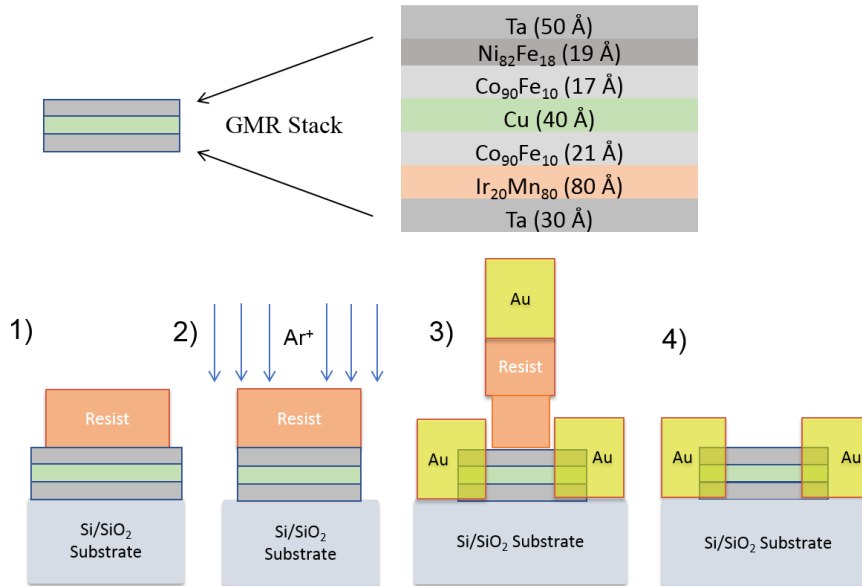 Ta (50 Å)
Ni₈₂Fe₁₈ (19 Å)
Co₉₀Fe₁₀ (17 Å)
GMR Stack
Cu (40 Å)
Co₉₀Fe₁₀ (21 Å)
Ir₂₀Mn₈₀ (80 Å)
Ta (30 Å)
1)
Resist
Si/SiO₂
Substrate
2)
Ar⁺
Resist
Si/SiO₂
Substrate
3)
Au
Resist
Au
Au
Si/SiO₂ Substrate
4)
Au
Au
Si/SiO₂ Substrate